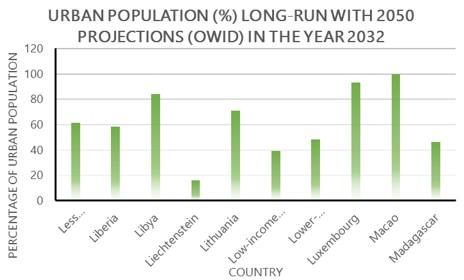 URBAN POPULATION (%) LONG-RUN WITH 2050
PROJECTIONS (OWID) IN THE YEAR 2032
PERCENTAGE OF URBAN POPULATION
120
100
80
60
40
20
0
Less...
Liberia
Libya
Liechtenstein
Lithuania
Low-income...
Lower-...
Luxembourg
Macao
Madagascar
COUNTRY